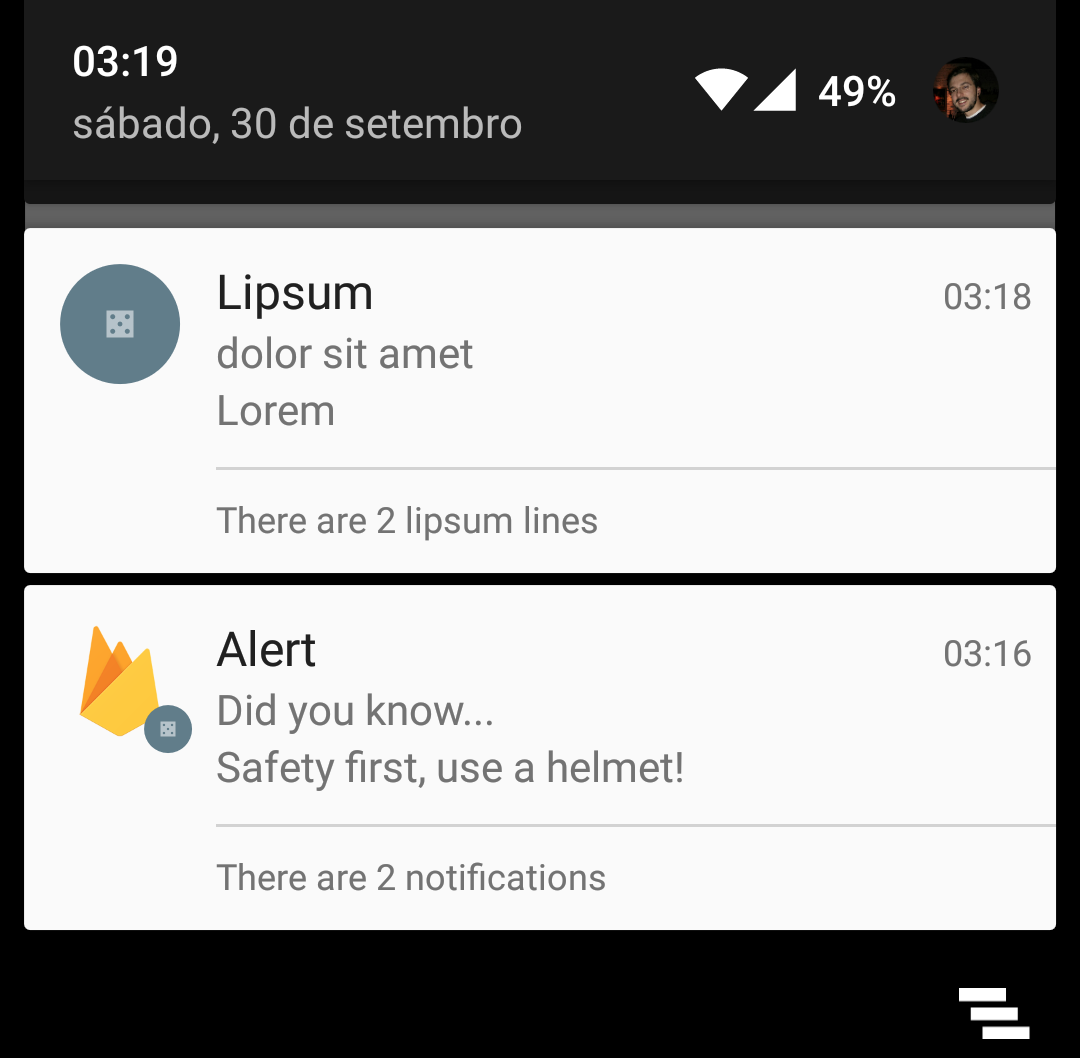 03:19
49%
sábado, 30 de setembro
Lipsum
03:18
dolor sit amet
Lorem
There are 2 lipsum lines
Alert
03:16
Did you know...
Safety first, use a helmet!
There are 2 notifications